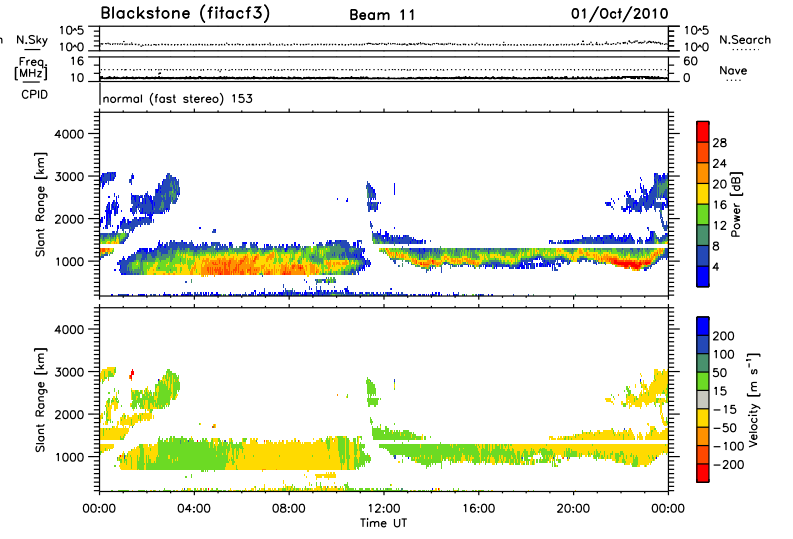 Blackstone (fitacf3) Beam 11 01/Oct/2010
N.Sky 10^5 10^5 N.Search
10^0 10^0
Freq. 16 60 Nave
[MHz] 10 0
CPID normal (fast stereo) 153
Slant Range [km]
4000
3000
2000
1000
Power [dB]
28
24
20
16
12
8
4
Slant Range [km]
4000
3000
2000
1000
Velocity [m s⁻¹]
200
100
50
15
-15
-50
-100
-200
00:00 04:00 08:00 12:00 16:00 20:00 00:00
Time UT